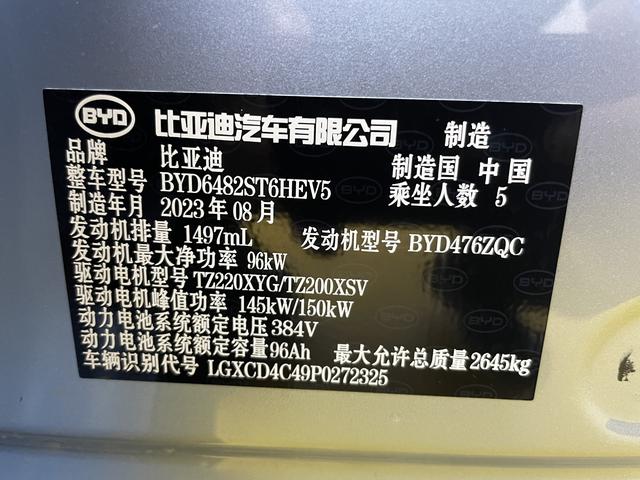 BYD 比亚迪汽车有限公司 制造
品牌 比亚迪 制造国 中国
整车型号 BYD6482ST6HEV5 乘坐人数 5
制造年月 2023年08月
发动机排量 1497mL 发动机型号 BYD476ZQC
发动机最大净功率 96kW
驱动电机型号 TZ220XYG/TZ200XSV
驱动电机峰值功率 145kW/150kW
动力电池系统额定电压 384V
动力电池系统额定容量 96Ah 最大允许总质量 2645kg
车辆识别代号 LGXCD4C49P0272325